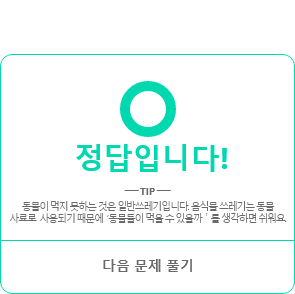 정답입니다!
TIP
동물이 먹지 못하는 것은 일반쓰레기입니다. 음식물 쓰레기는 동물
사료로 사용되기 때문에 '동물들이 먹을 수 있을까 ' 를 생각하면 쉬워요.
다음 문제 풀기